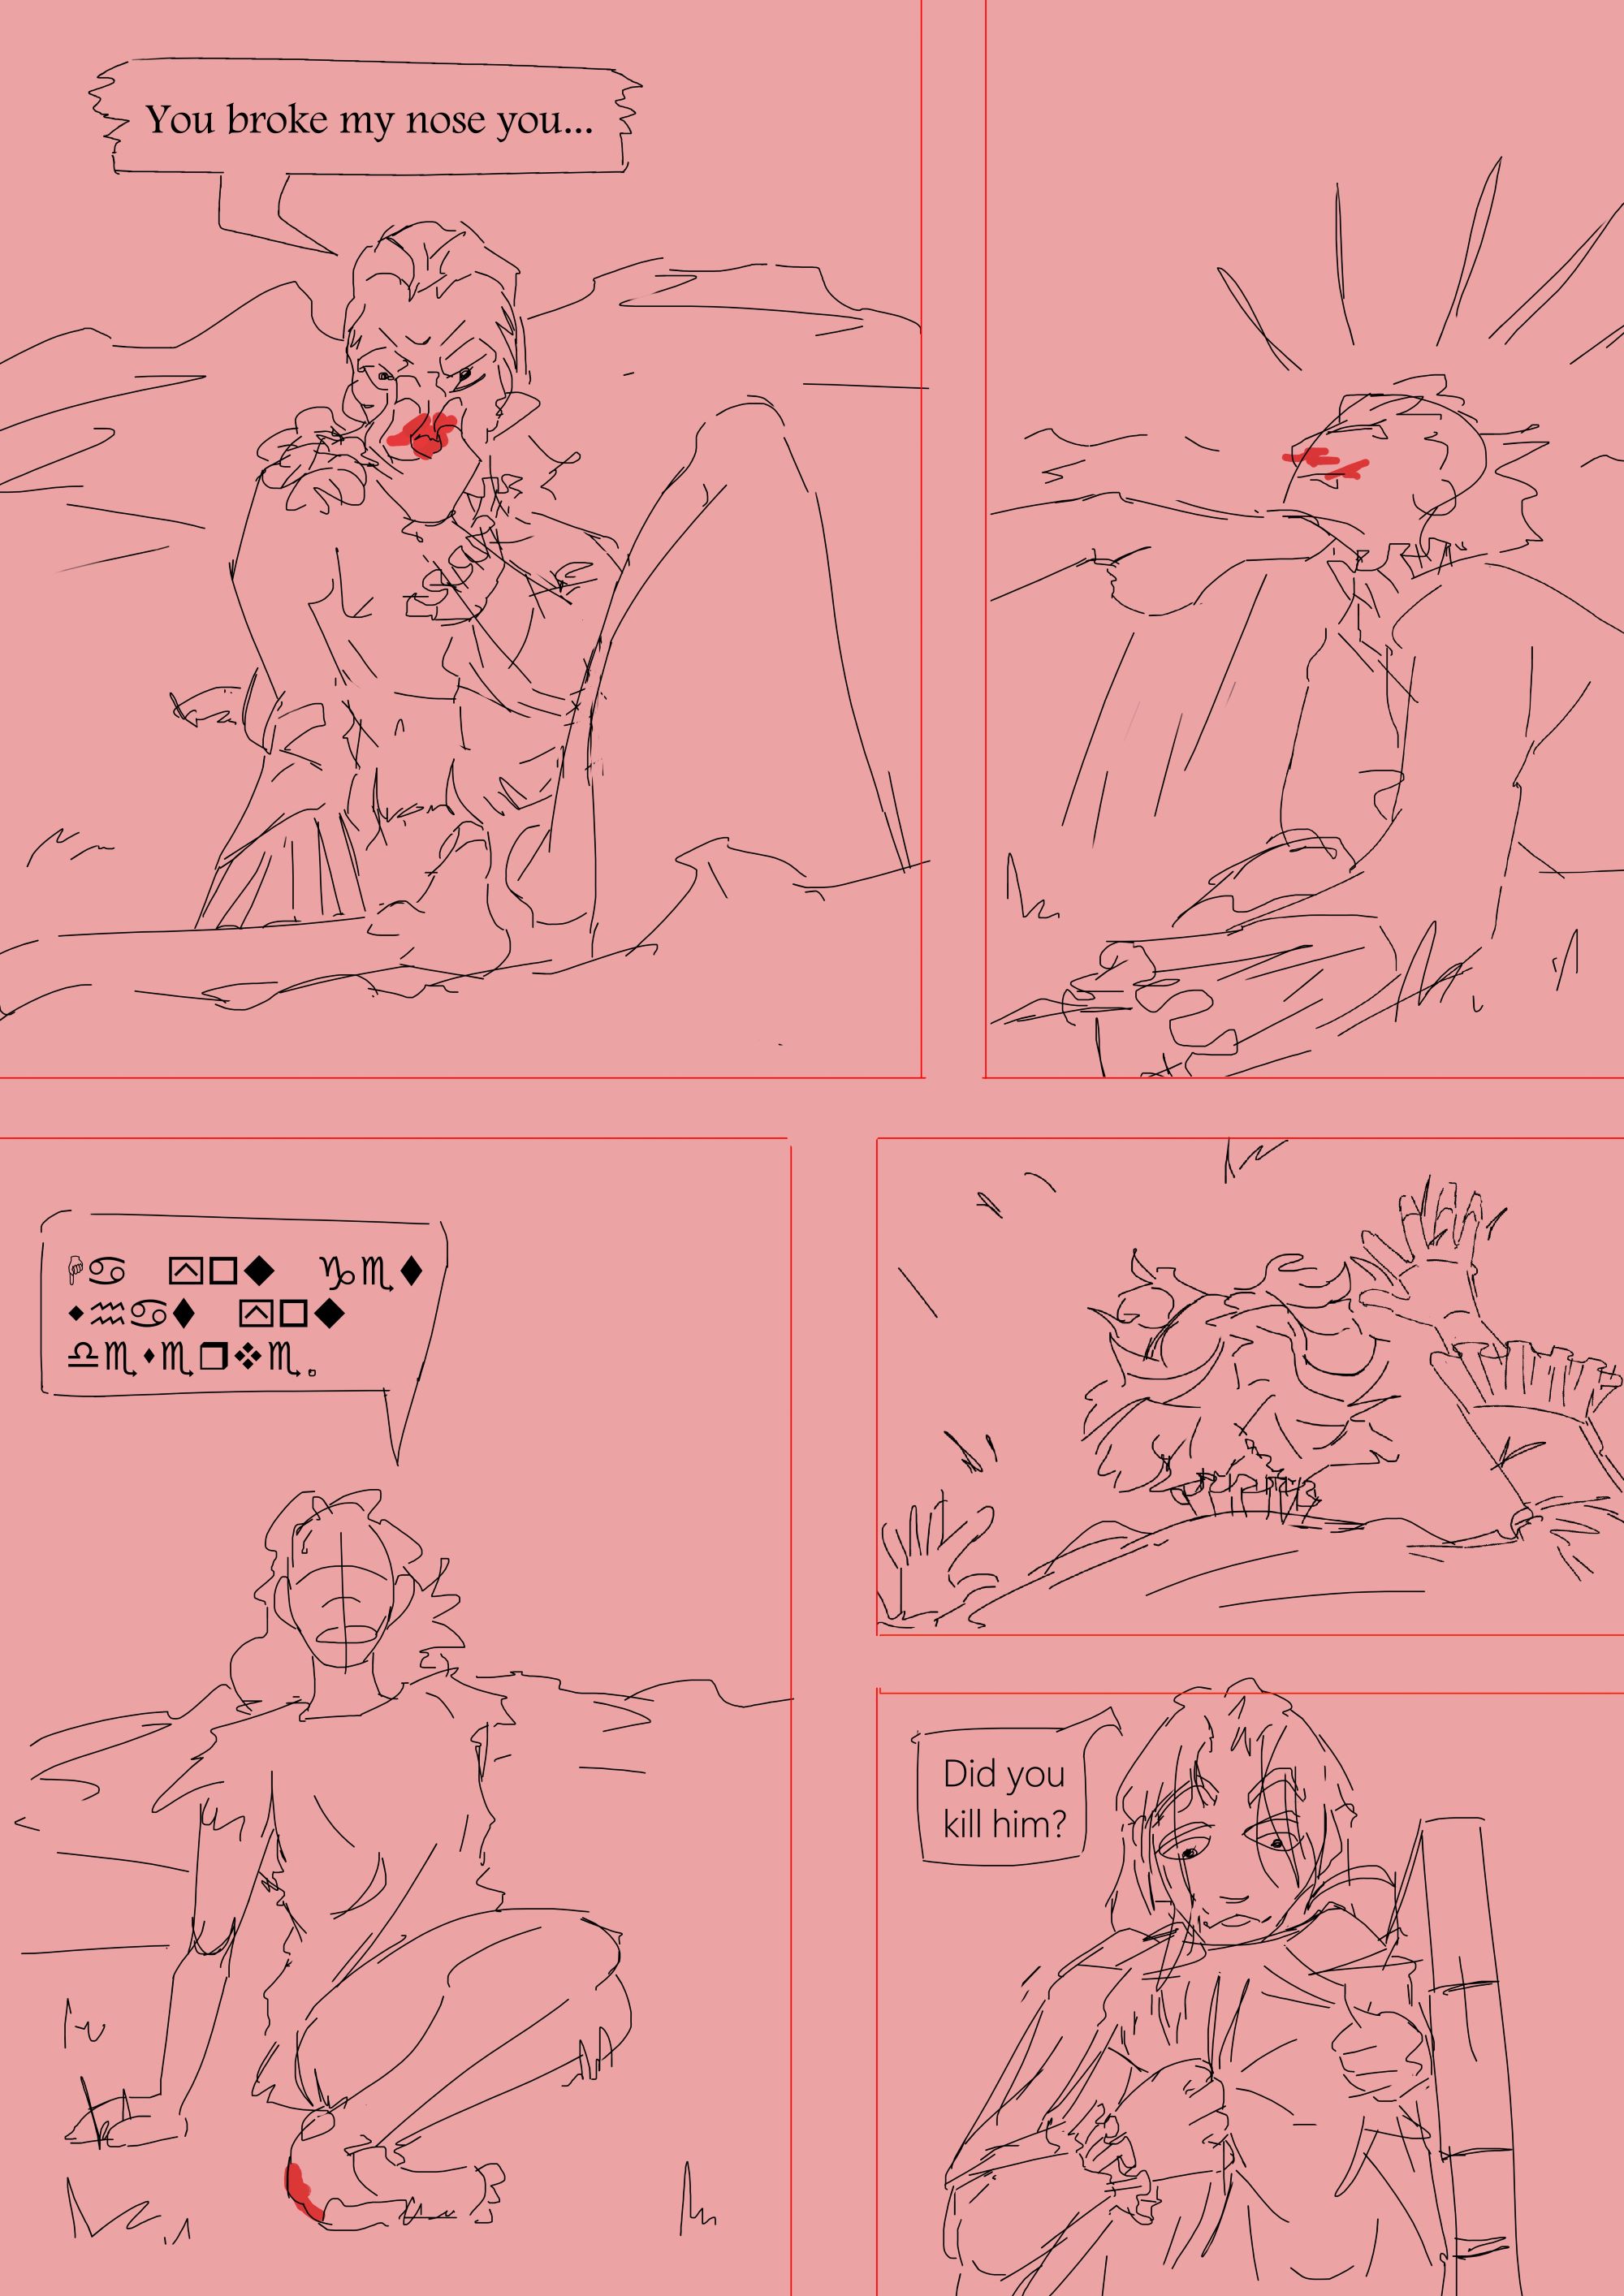 You broke my nose you...
☟♋ ⍓□◆ ♑♏⧫
⬥♒♋⧫ ⍓□◆
♎♏⬧♏❒❖♏.
Did you
kill him?